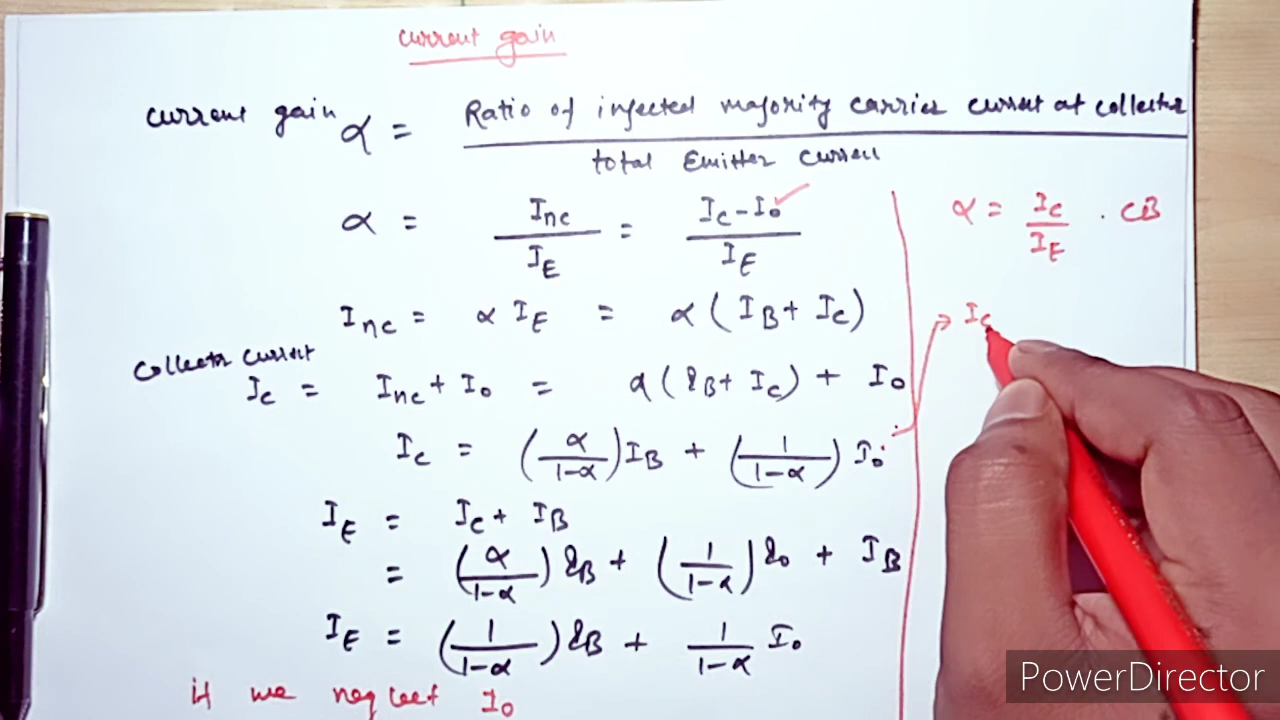 current gain
current gain α = Ratio of injected majority carrier current at collector / total Emitter current
α = Inc / IE = Ic - Io / IE
Inc = α IE = α (IB + Ic)
Collector current
Ic = Inc + Io = α (IB + Ic) + Io
Ic = (α / 1-α) IB + (1 / 1-α) Io
IE = Ic + IB
= (α / 1-α) IB + (1 / 1-α) Io + IB
IE = (1 / 1-α) IB + 1 / 1-α Io
if we neglect Io
α = Ic / IE . CB
→ Ic
PowerDirector